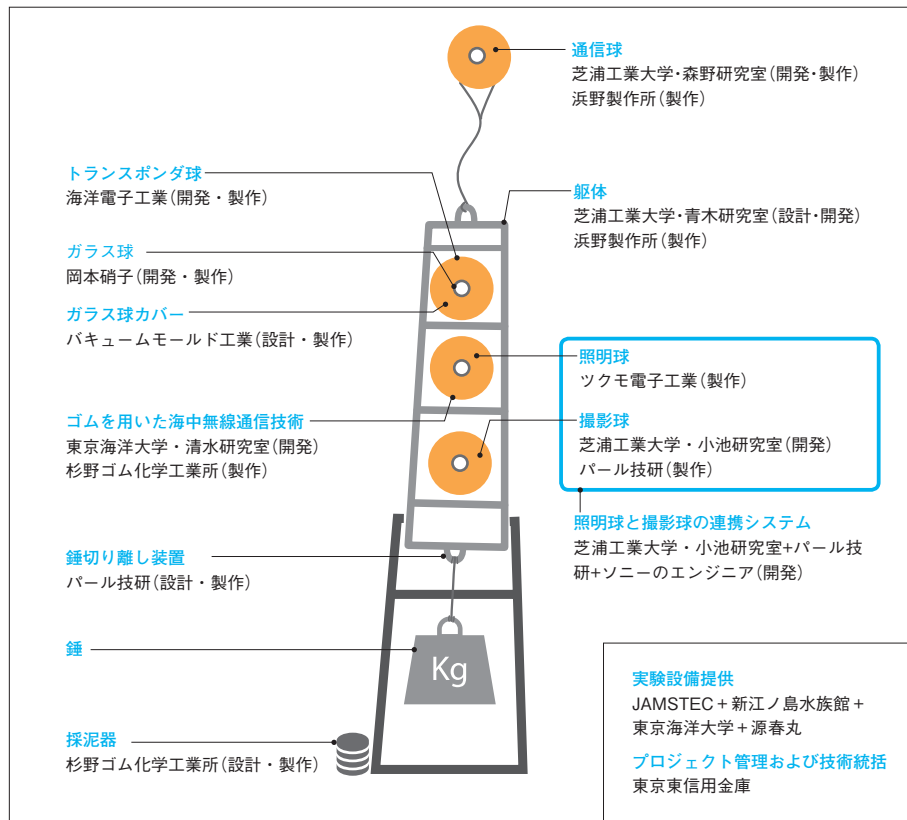 通信球
芝浦工業大学・森野研究室(開発・製作)
浜野製作所(製作)
トランスポンダ球
海洋電子工業(開発・製作)
躯体
芝浦工業大学・青木研究室(設計・開発)
浜野製作所(製作)
ガラス球
岡本硝子(開発・製作)
ガラス球カバー
バキュームモールド工業(設計・製作)
照明球
ツクモ電子工業(製作)
ゴムを用いた海中無線通信技術
東京海洋大学・清水研究室(開発)
杉野ゴム化学工業所(製作)
撮影球
芝浦工業大学・小池研究室(開発)
パール技研(製作)
照明球と撮影球の連携システム
芝浦工業大学・小池研究室+パール技
研+ソニーのエンジニア(開発)
錘切り離し装置
パール技研(設計・製作)
錘
Kg
採泥器
杉野ゴム化学工業所(設計・製作)
実験設備提供
JAMSTEC+新江ノ島水族館+
東京海洋大学+源春丸
プロジェクト管理および技術統括
東京東信用金庫